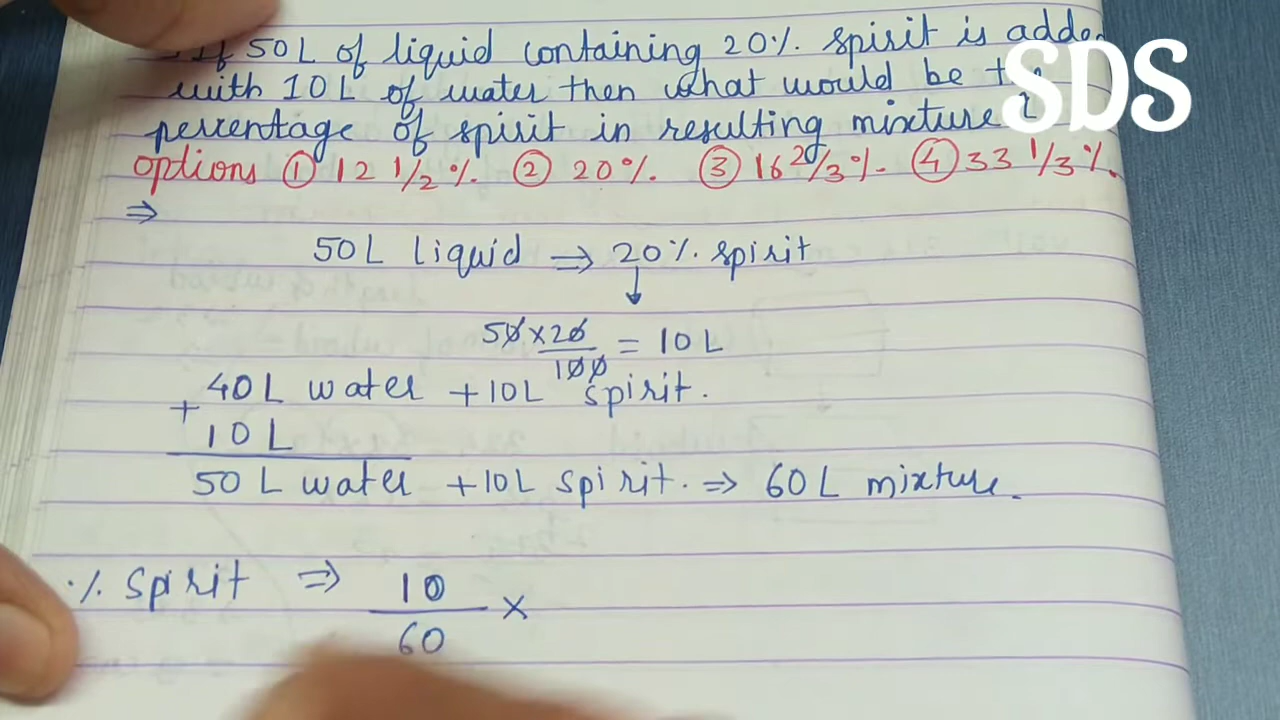 If 50L of liquid containing 20% spirit is added
with 10L of water then what would be the
percentage of spirit in resulting mixture ?
SDS
options ① 12 1/2 %. ② 20%. ③ 16 2/3 %. ④ 33 1/3 %.
⇒
50L liquid ⇒ 20% spirit
↓
50×20/100 = 10L
40L water +10L spirit.
+ 10L
50L water +10L spirit. ⇒ 60L mixture.
% spirit ⇒ 10/60 ×